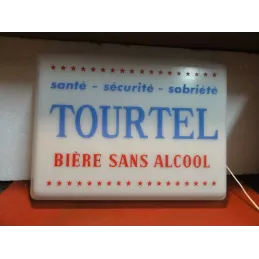 santé - sécurité - sobriété
TOURTEL
BIÈRE SANS ALCOOL